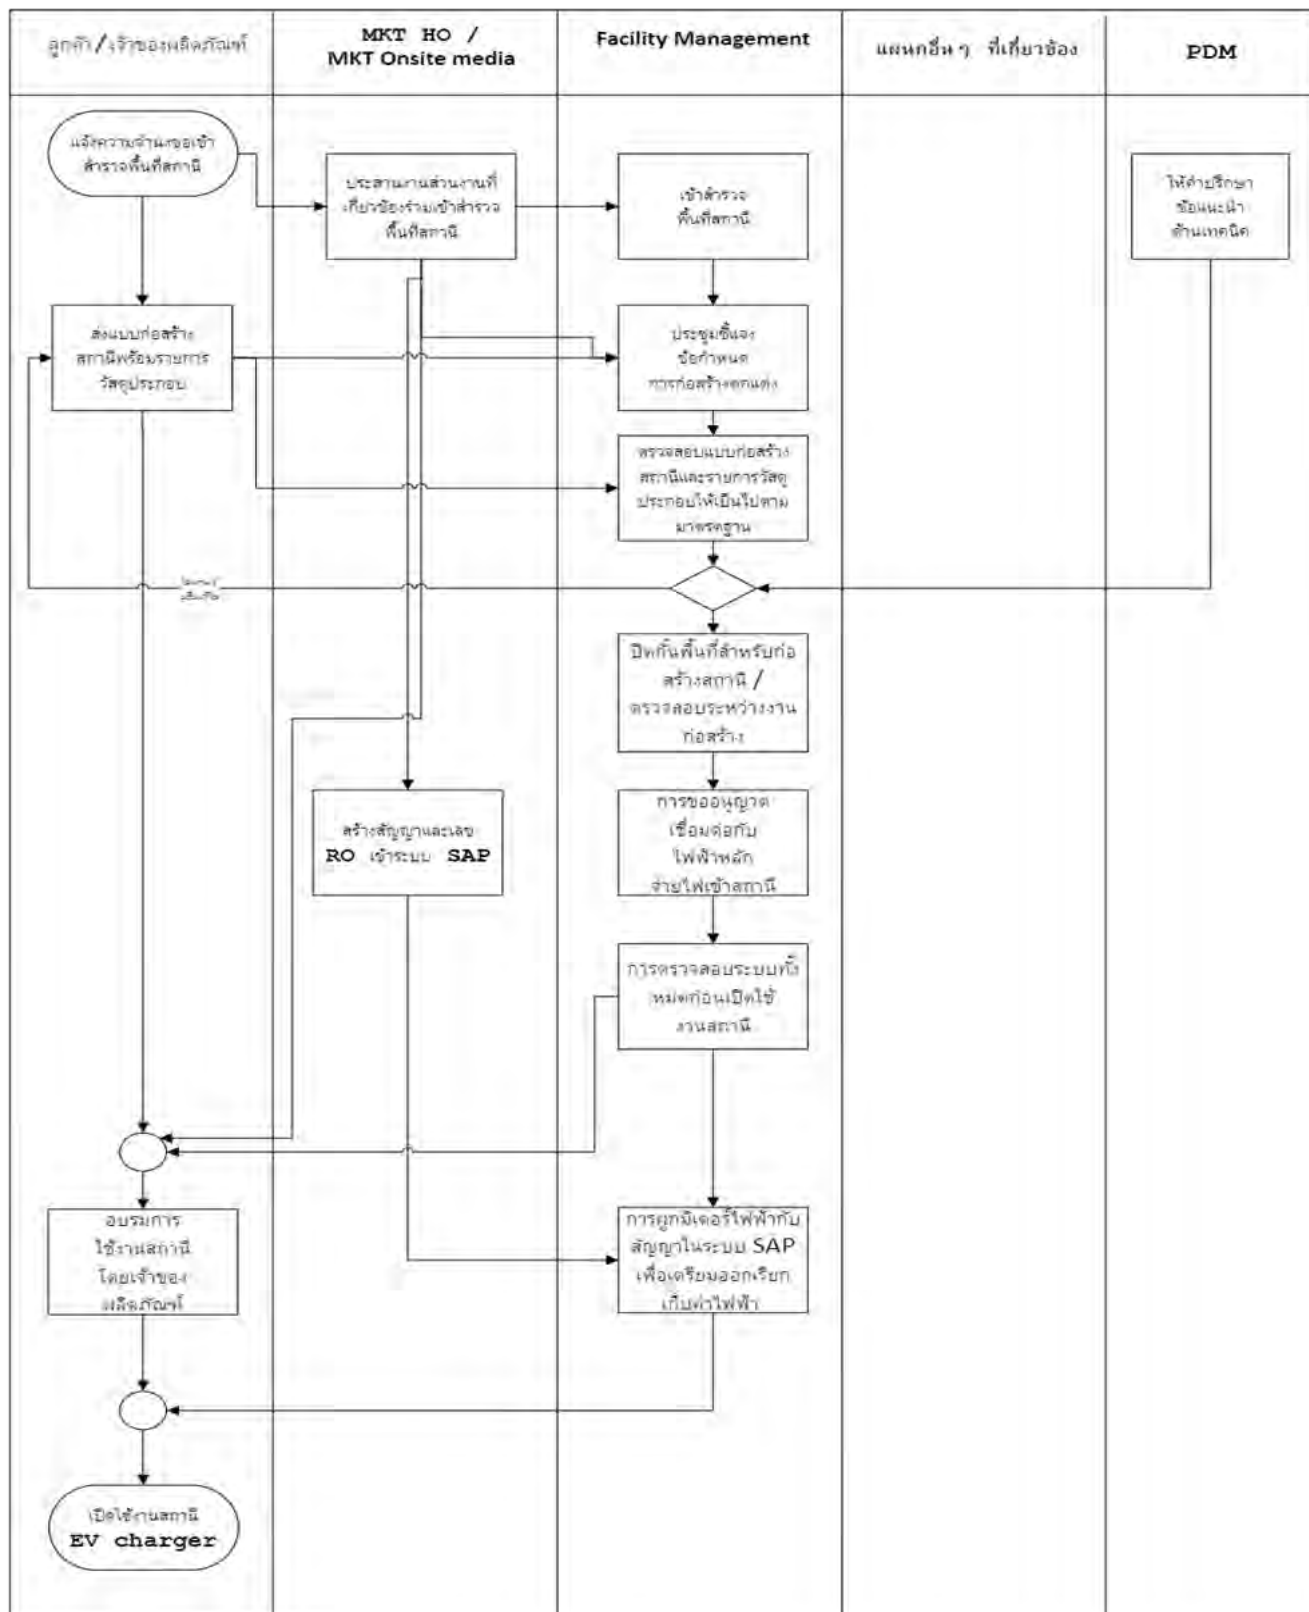 ลูกค้า/เจ้าของผลิตภัณฑ์
MKT HO /
MKT Onsite media
Facility Management
แผนกอื่นๆ ที่เกี่ยวข้อง
PDM
แจ้งความจำนงขอเข้า
สำรวจพื้นที่สถานี
ประสานงานส่วนงานที่
เกี่ยวข้องร่วมเข้าสำรวจ
พื้นที่สถานี
เข้าสำรวจ
พื้นที่สถานี
ให้คำปรึกษา
ข้อแนะนำ
ด้านเทคนิค
ส่งแบบก่อสร้าง
สถานีพร้อมรายการ
วัสดุประกอบ
ประชุมชี้แจง
ข้อกำหนด
การก่อสร้างตกแต่ง
ตรวจสอบแบบก่อสร้าง
สถานีและรายการวัสดุ
ประกอบให้เป็นไปตาม
มาตรฐาน
ปิดกั้นพื้นที่สำหรับก่อ
สร้างสถานี /
ตรวจสอบระหว่างงาน
ก่อสร้าง
สร้างสัญญาและเลข
RO เข้าระบบ SAP
การขออนุญาต
เชื่อมต่อกับ
ไฟฟ้าหลัก
จ่ายไฟเข้าสถานี
การตรวจสอบระบบทั้ง
หมดก่อนเปิดใช้
งานสถานี
อบรมการ
ใช้งานสถานี
โดยเจ้าของ
ผลิตภัณฑ์
การผูกมิเตอร์ไฟฟ้ากับ
สัญญาในระบบ SAP
เพื่อเตรียมออกเรียก
เก็บค่าไฟฟ้า
เปิดใช้งานสถานี
EV charger